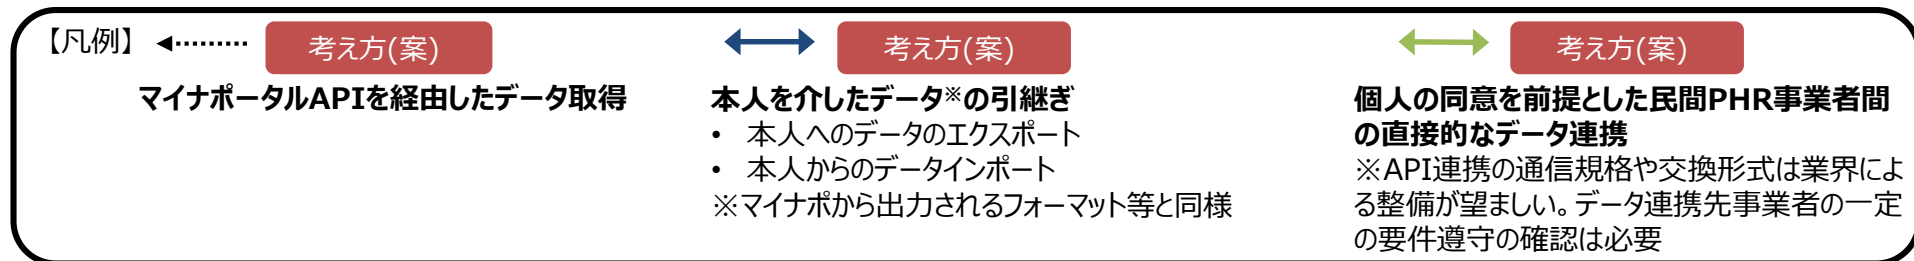 【凡例】
考え方(案)
マイナポータルAPIを経由したデータ取得
考え方(案)
本人を介したデータ※の引継ぎ
• 本人へのデータのエクスポート
• 本人からのデータインポート
※マイナポから出力されるフォーマット等と同様
考え方(案)
個人の同意を前提とした民間PHR事業者間
の直接的なデータ連携
※API連携の通信規格や交換形式は業界によ
る整備が望ましい。データ連携先事業者の一定
の要件遵守の確認は必要